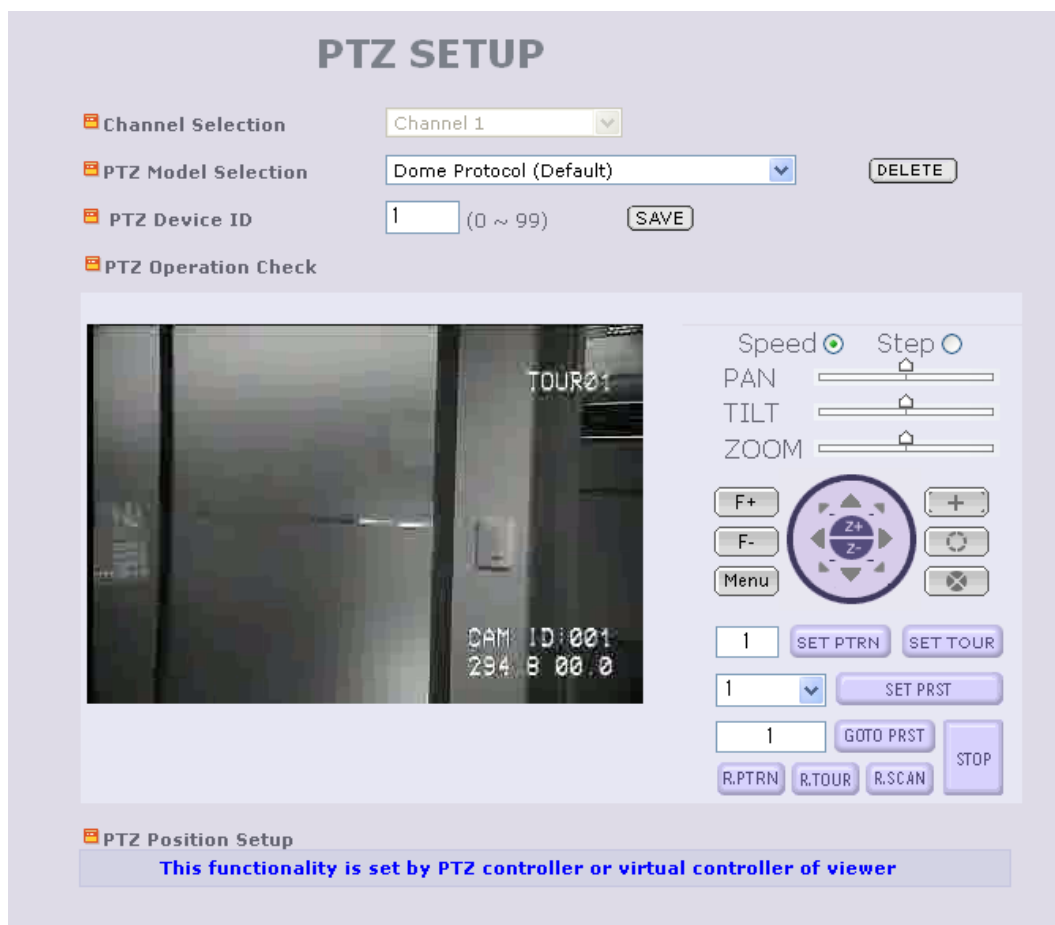 PTZ SETUP
Channel Selection Channel 1
PTZ Model Selection Dome Protocol (Default) DELETE
PTZ Device ID 1 (0 ~ 99) SAVE
PTZ Operation Check
TOUR01
CAM ID:001
294.8 00.0
Speed Step
PAN
TILT
ZOOM
F+ +
F- Z+ Z-
Menu
1 SET PTRN SET TOUR
1 SET PRST
1 GOTO PRST STOP
R.PTRN R.TOUR R.SCAN
PTZ Position Setup
This functionality is set by PTZ controller or virtual controller of viewer